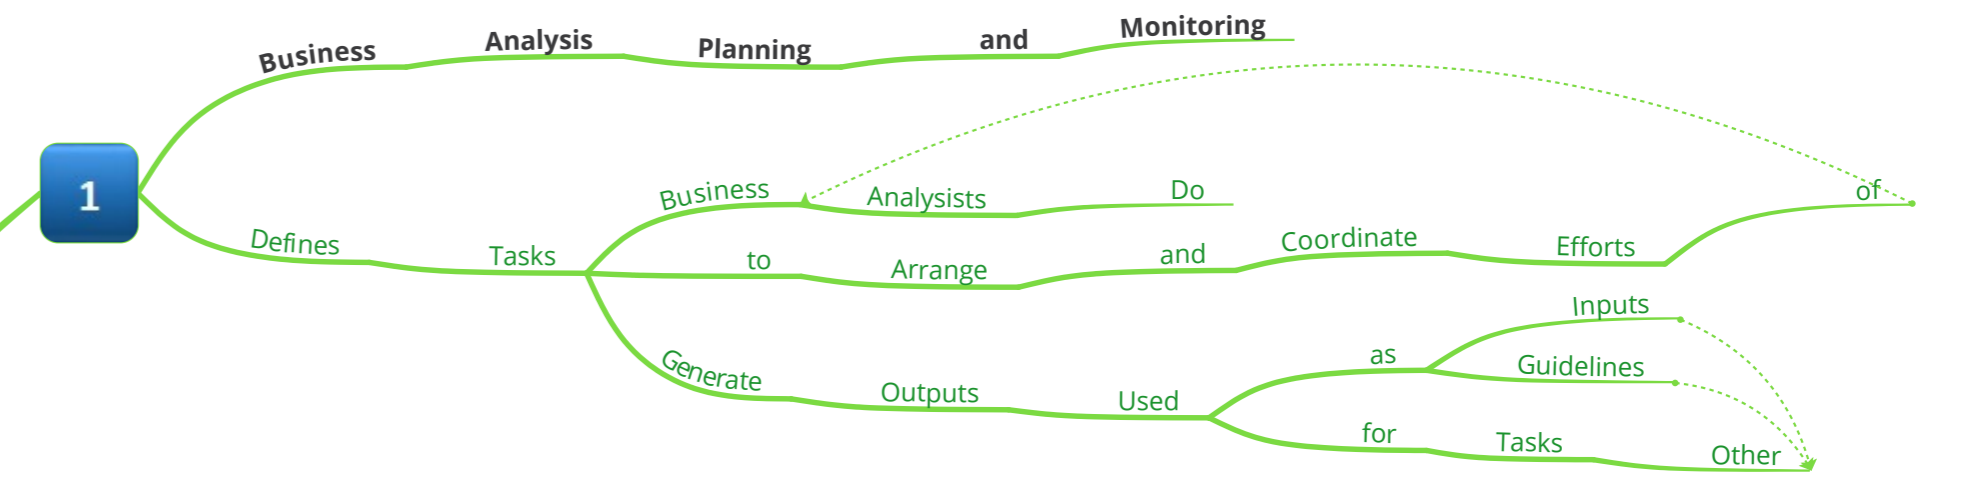 1
Business Analysis Planning and Monitoring
Defines Tasks
Business Analysists Do
to Arrange and Coordinate Efforts of
Generate Outputs Used
as
Inputs
Guidelines
for Tasks Other